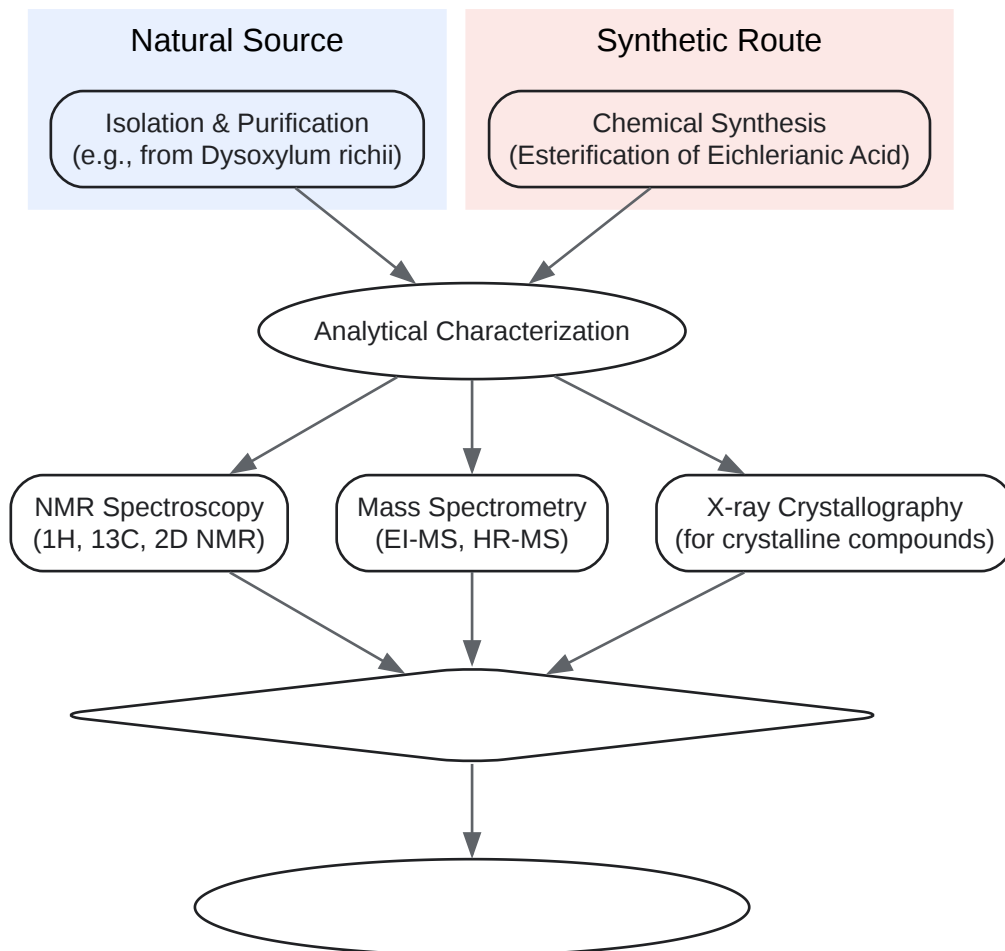 Natural Source
Synthetic Route
Isolation & Purification
(e.g., from Dysoxylum richii)
Chemical Synthesis
(Esterification of Eichlerianic Acid)
Analytical Characterization
NMR Spectroscopy
(1H, 13C, 2D NMR)
Mass Spectrometry
(EI-MS, HR-MS)
X-ray Crystallography
(for crystalline compounds)